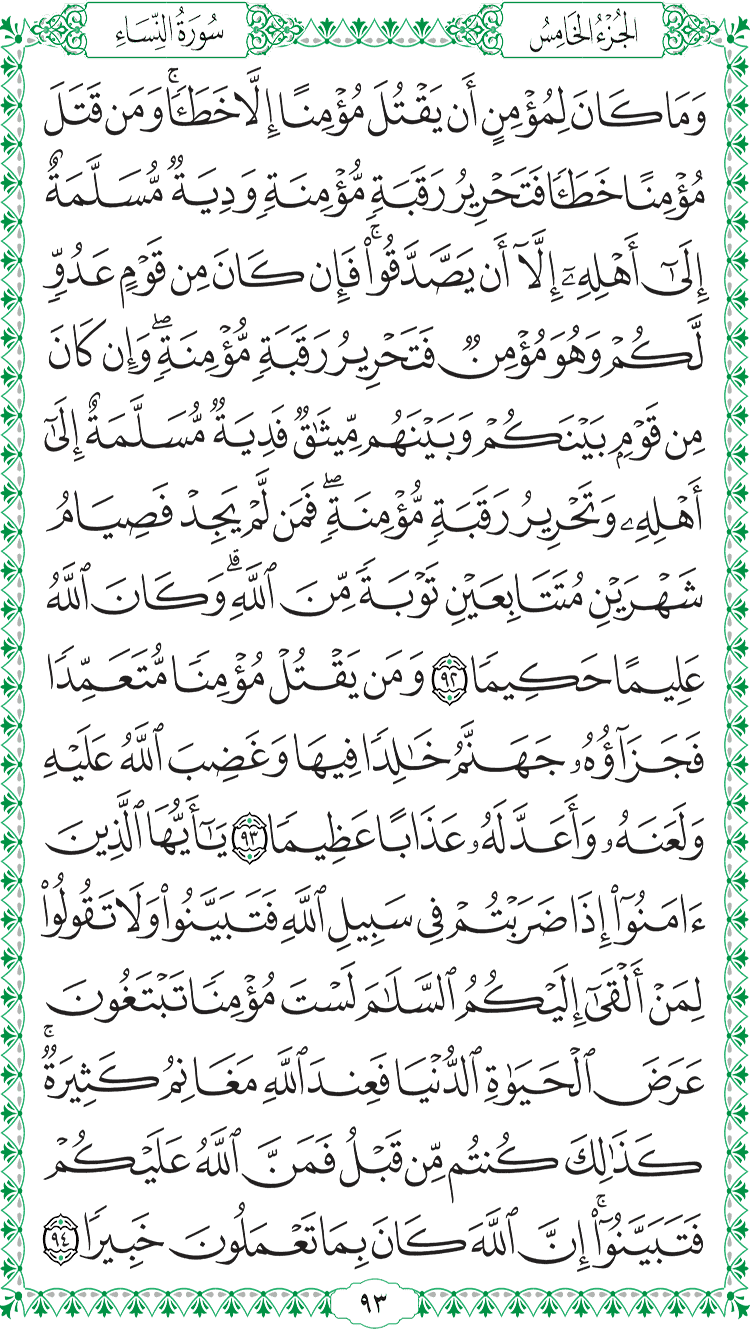 الجُزْءُ الخَامِسُ
سُورَةُ النِّسَاءِ
وَمَا كَانَ لِمُؤْمِنٍ أَن يَقْتُلَ مُؤْمِنًا إِلَّا خَطَـًٔا ۚ وَمَن قَتَلَ
مُؤْمِنًا خَطَـًٔا فَتَحْرِيرُ رَقَبَةٍ مُّؤْمِنَةٍ وَدِيَةٌ مُّسَلَّمَةٌ
إِلَىٰٓ أَهْلِهِۦٓ إِلَّآ أَن يَصَّدَّقُوا۟ ۚ فَإِن كَانَ مِن قَوْمٍ عَدُوٍّ
لَّكُمْ وَهُوَ مُؤْمِنٌ فَتَحْرِيرُ رَقَبَةٍ مُّؤْمِنَةٍ ۖ وَإِن كَانَ
مِن قَوْمٍۭ بَيْنَكُمْ وَبَيْنَهُم مِّيثَـٰقٌ فَدِيَةٌ مُّسَلَّمَةٌ إِلَىٰٓ
أَهْلِهِۦ وَتَحْرِيرُ رَقَبَةٍ مُّؤْمِنَةٍ ۖ فَمَن لَّمْ يَجِدْ فَصِيَامُ
شَهْرَيْنِ مُتَتَابِعَيْنِ تَوْبَةً مِّنَ ٱللَّهِ ۗ وَكَانَ ٱللَّهُ
عَلِيمًا حَكِيمًا ٩٢ وَمَن يَقْتُلْ مُؤْمِنًا مُّتَعَمِّدًا
فَجَزَآؤُهُۥ جَهَنَّمُ خَـٰلِدًا فِيهَا وَغَضِبَ ٱللَّهُ عَلَيْهِ
وَلَعَنَهُۥ وَأَعَدَّ لَهُۥ عَذَابًا عَظِيمًا ٩٣ يَـٰٓأَيُّهَا ٱلَّذِينَ
ءَامَنُوٓا۟ إِذَا ضَرَبْتُمْ فِى سَبِيلِ ٱللَّهِ فَتَبَيَّنُوا۟ وَلَا تَقُولُوا۟
لِمَنْ أَلْقَىٰٓ إِلَيْكُمُ ٱلسَّلَـٰمَ لَسْتَ مُؤْمِنًا تَبْتَغُونَ
عَرَضَ ٱلْحَيَوٰةِ ٱلدُّنْيَا فَعِندَ ٱللَّهِ مَغَانِمُ كَثِيرَةٌ ۚ
كَذَٰلِكَ كُنتُم مِّن قَبْلُ فَمَنَّ ٱللَّهُ عَلَيْكُمْ
فَتَبَيَّنُوٓا۟ ۚ إِنَّ ٱللَّهَ كَانَ بِمَا تَعْمَلُونَ خَبِيرًا ٩٤
٩٣